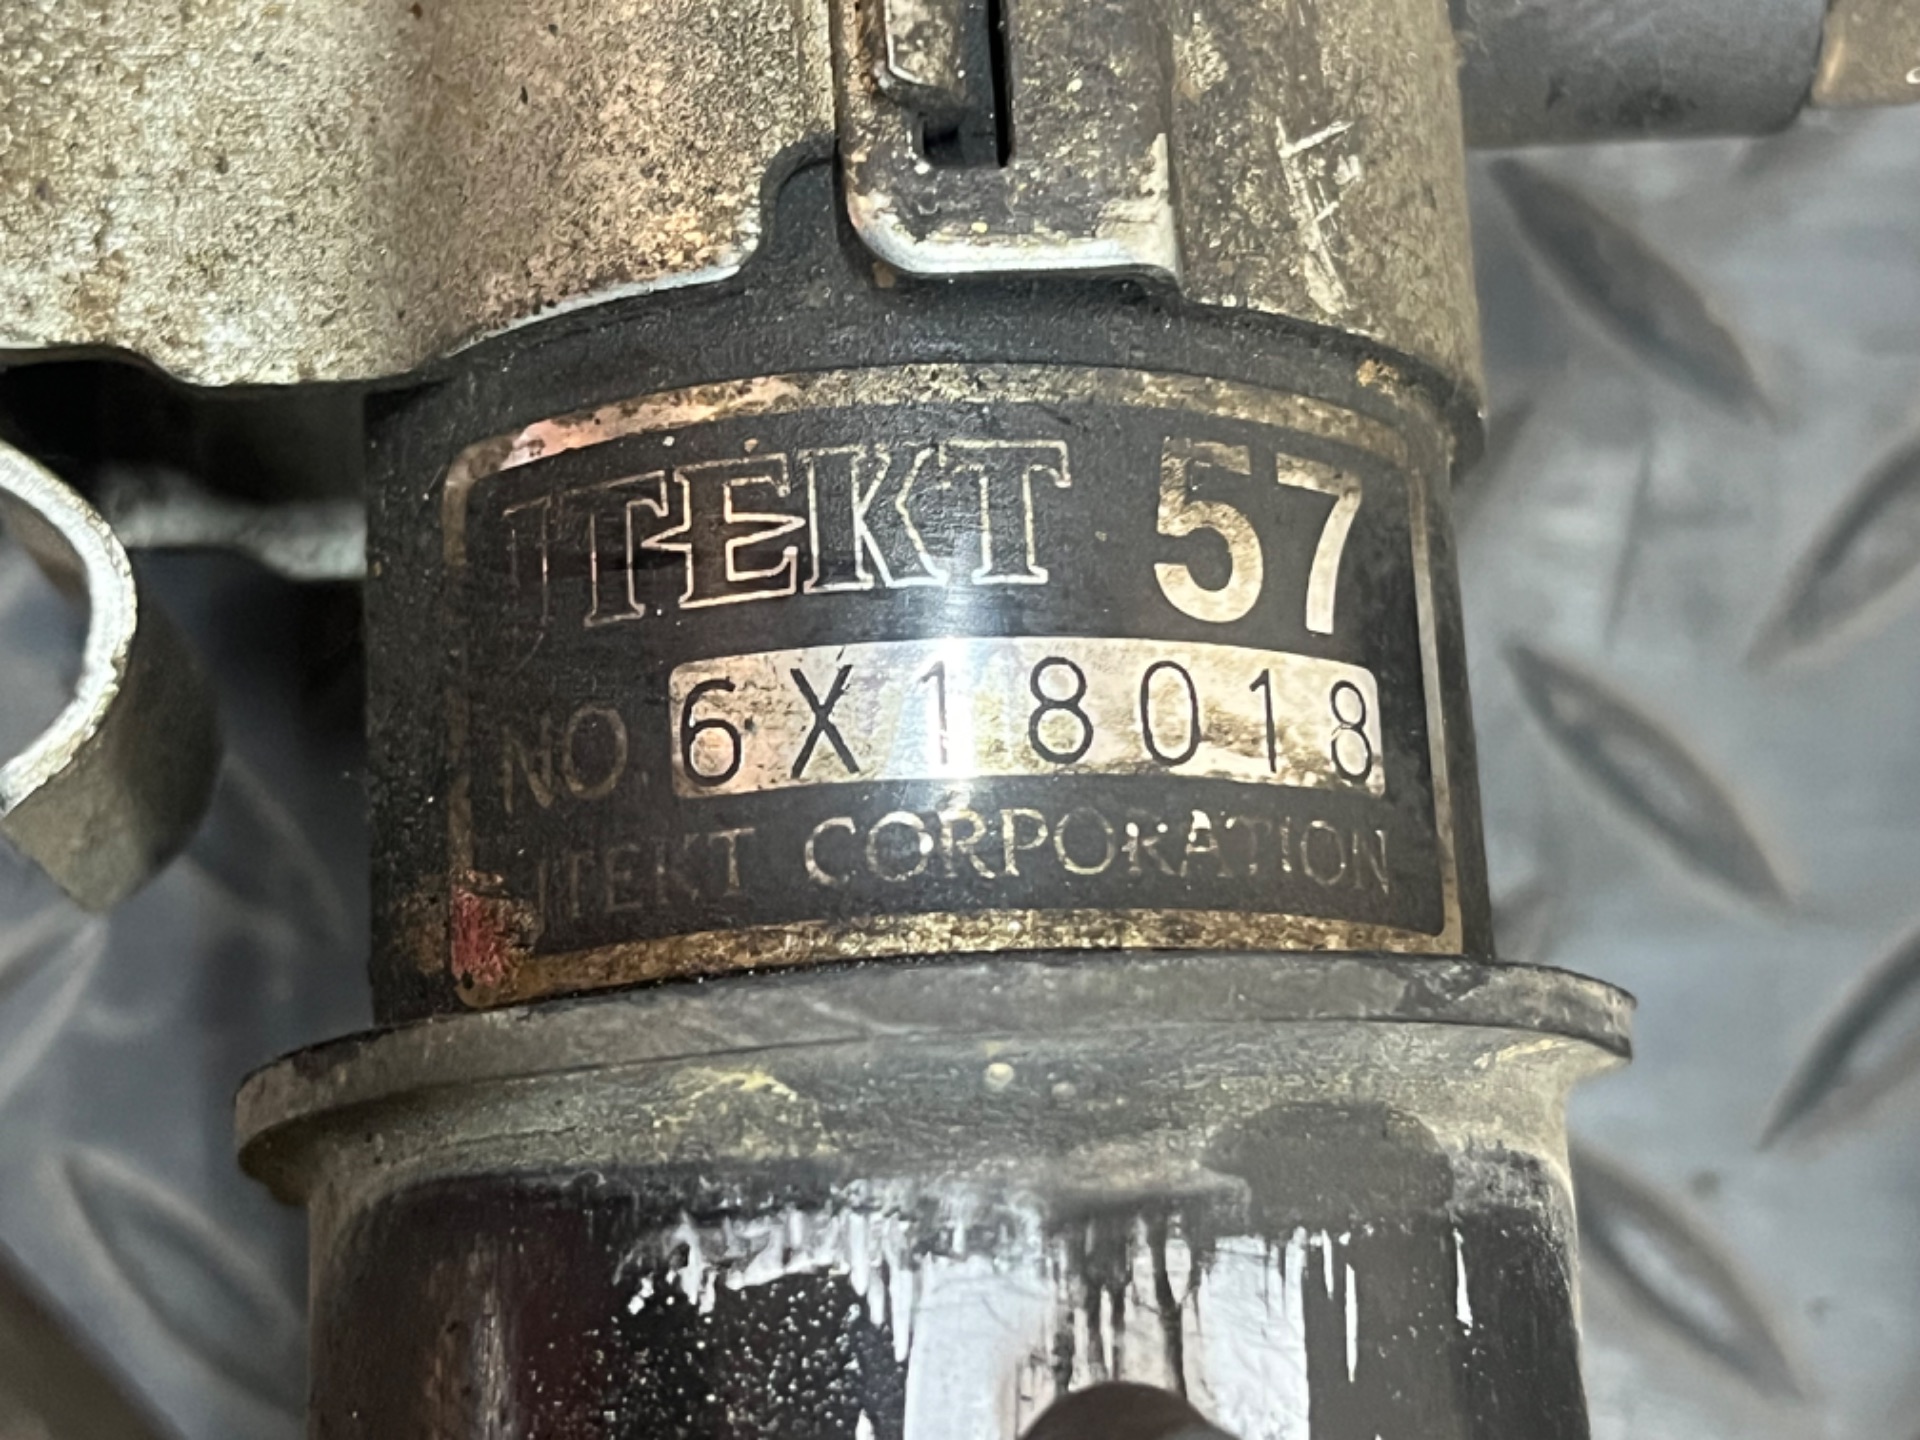 JTEKT 57
NO. 6X18018
JTEKT CORPORATION